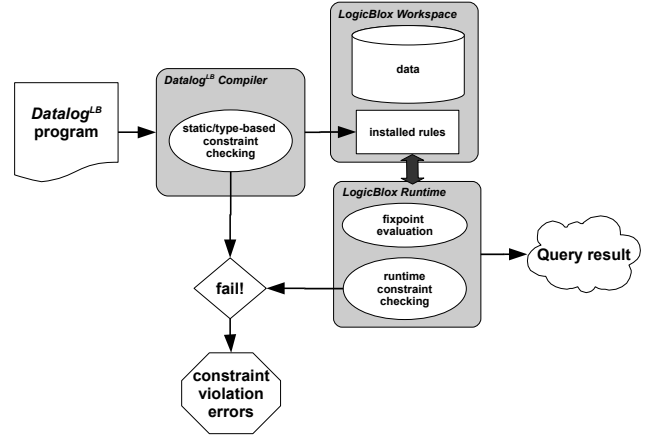 LogicBlox Workspace
data
installed rules
Datalog^LB Compiler
static/type-based
constraint
checking
Datalog^LB
program
LogicBlox Runtime
fixpoint
evaluation
runtime
constraint
checking
Query result
fail!
constraint
violation
errors